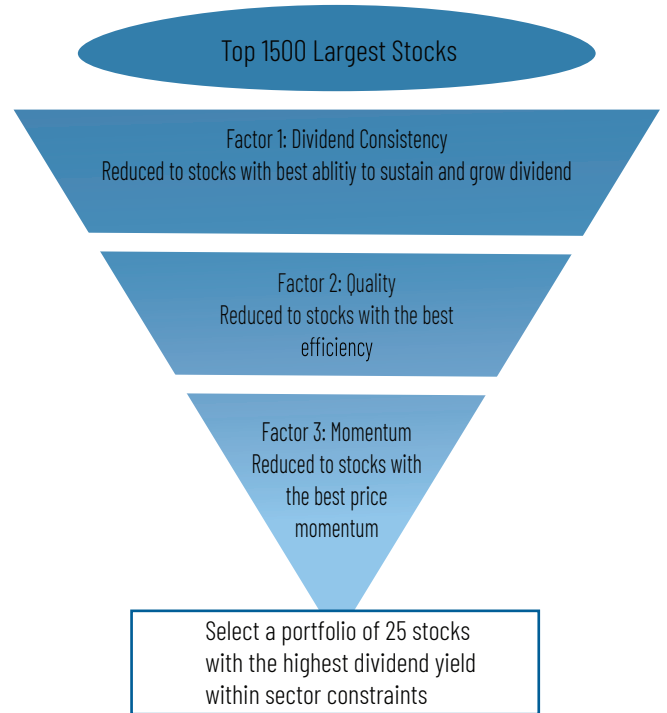 Top 1500 Largest Stocks
Factor 1: Dividend Consistency
Reduced to stocks with best ablitiy to sustain and grow dividend
Factor 2: Quality
Reduced to stocks with the best
efficiency
Factor 3: Momentum
Reduced to stocks with
the best price
momentum
Select a portfolio of 25 stocks
with the highest dividend yield
within sector constraints